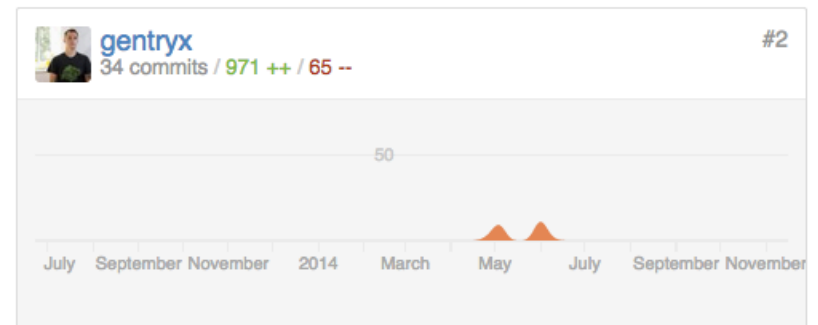 gentryx
#2
34 commits / 971 ++ / 65 --
50
July September November 2014 March May July September November